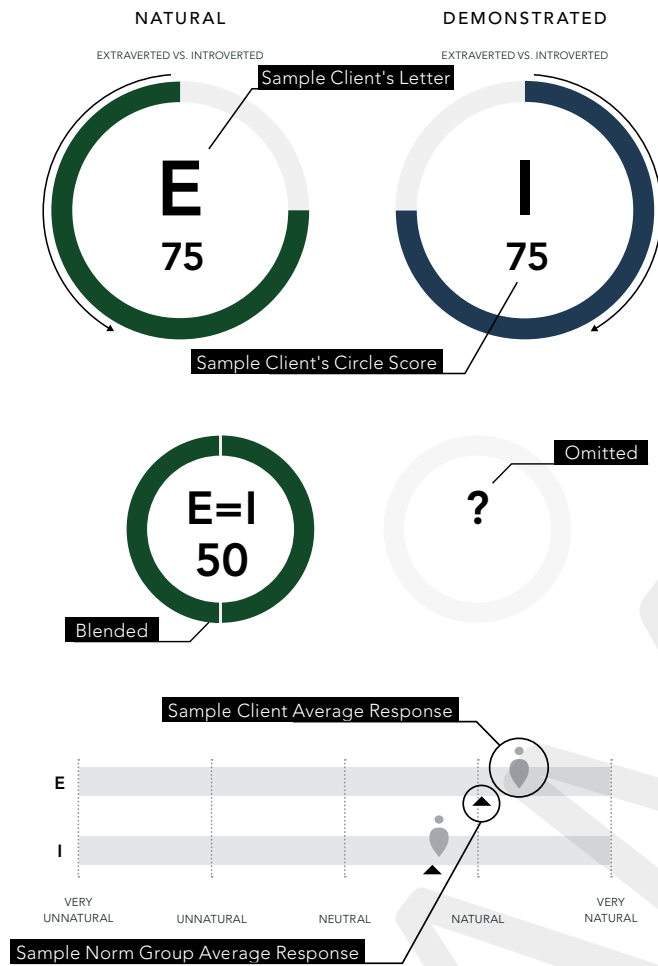 NATURAL
DEMONSTRATED
EXTRAVERTED VS. INTROVERTED
EXTRAVERTED VS. INTROVERTED
Sample Client's Letter
E
75
I
75
Sample Client's Circle Score
Omitted
E=I
50
?
Blended
Sample Client Average Response
E
I
VERY UNNATURAL
UNNATURAL
NEUTRAL
NATURAL
VERY NATURAL
Sample Norm Group Average Response